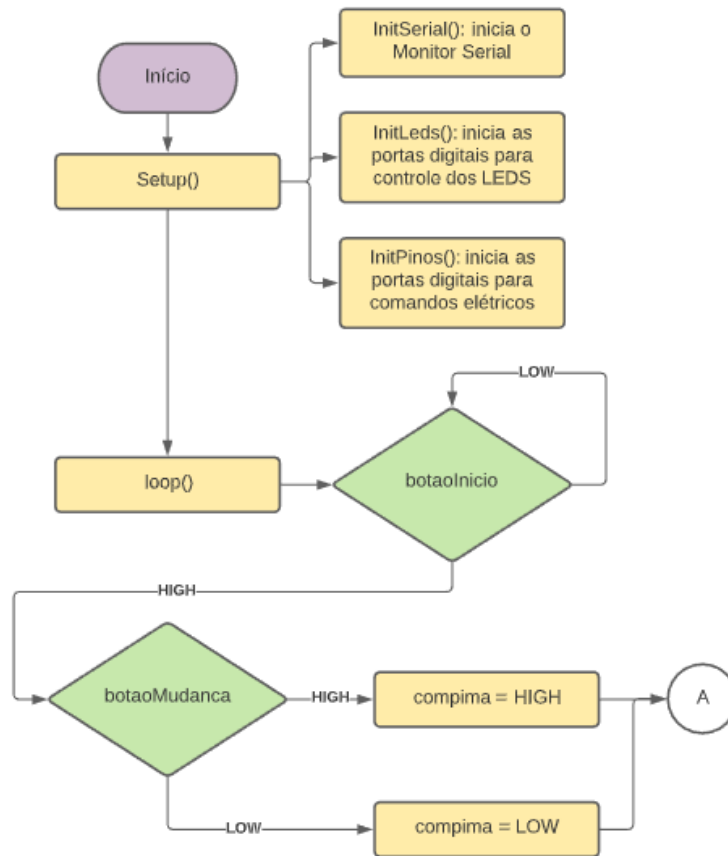 Início
InitSerial(): inicia o
Monitor Serial
Setup()
InitLeds(): inicia as
portas digitais para
controle dos LEDS
InitPinos(): inicia as
portas digitais para
comandos elétricos
LOW
loop()
botaoInicio
HIGH
botaoMudanca
HIGH
compima = HIGH
A
LOW
compima = LOW